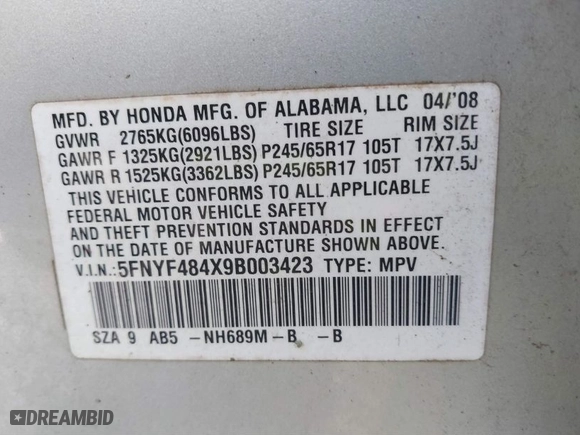 MFD. BY HONDA MFG. OF ALABAMA, LLC 04/'08
GVWR 2765KG(6096LBS) TIRE SIZE RIM SIZE
GAWR F 1325KG(2921LBS) P245/65R17 105T 17X7.5J
GAWR R 1525KG(3362LBS) P245/65R17 105T 17X7.5J
THIS VEHICLE CONFORMS TO ALL APPLICABLE
FEDERAL MOTOR VEHICLE SAFETY
AND THEFT PREVENTION STANDARDS IN EFFECT
ON THE DATE OF MANUFACTURE SHOWN ABOVE.
V.I.N.:5FNYF484X9B003423 TYPE: MPV
SZA 9 AB5 -NH689M-B -B
DREAMBID